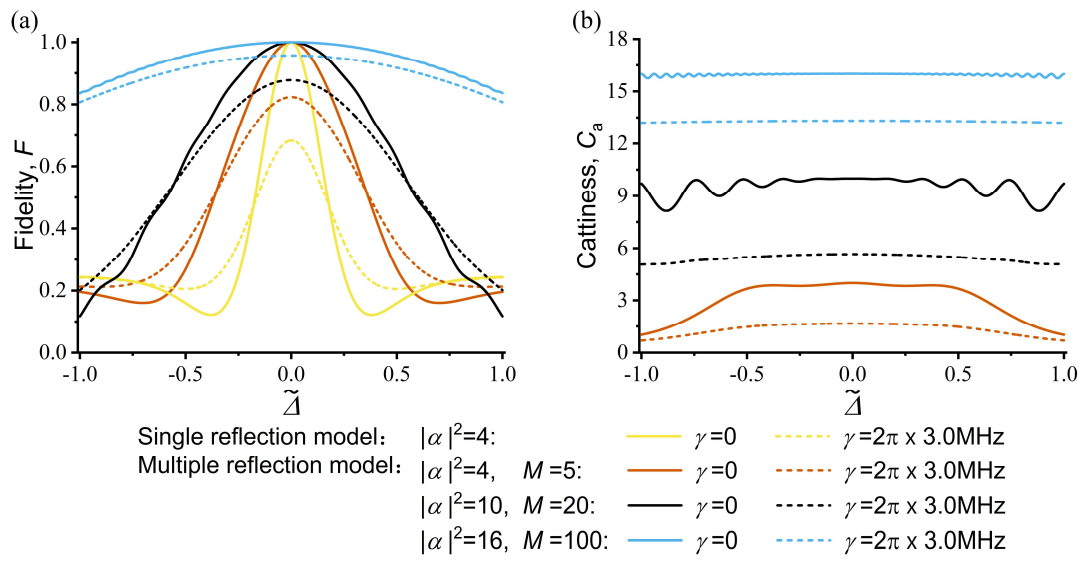 (a)
(b)
1.0
0.8
0.6
0.4
0.2
0.0
Fidelity, F
-1.0 -0.5 0.0 0.5 1.0
Δ̃
18
15
12
9
6
3
0
Cattiness, Cₐ
-1.0 -0.5 0.0 0.5 1.0
Δ̃
Single reflection model： |α|²=4: γ=0 γ=2π x 3.0MHz
Multiple reflection model：
|α|²=4, M=5: γ=0 γ=2π x 3.0MHz
|α|²=10, M=20: γ=0 γ=2π x 3.0MHz
|α|²=16, M=100: γ=0 γ=2π x 3.0MHz